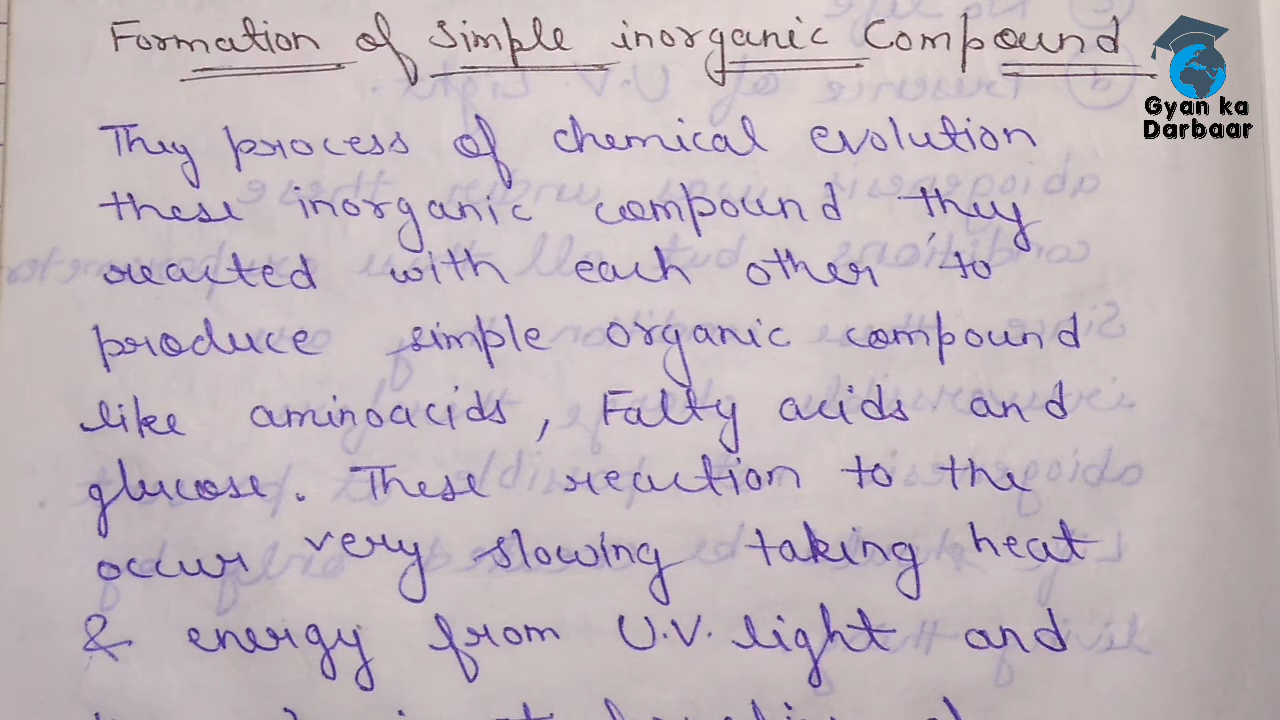 Formation of Simple inorganic Compound
Gyan ka
Darbaar
They process of chemical evolution
these inorganic compound they
reacted with each other to
produce simple organic compound
like aminoacids, Fatty acids and
glucose. These reaction to the
occur very slowing taking heat
& energy from U.V. light and